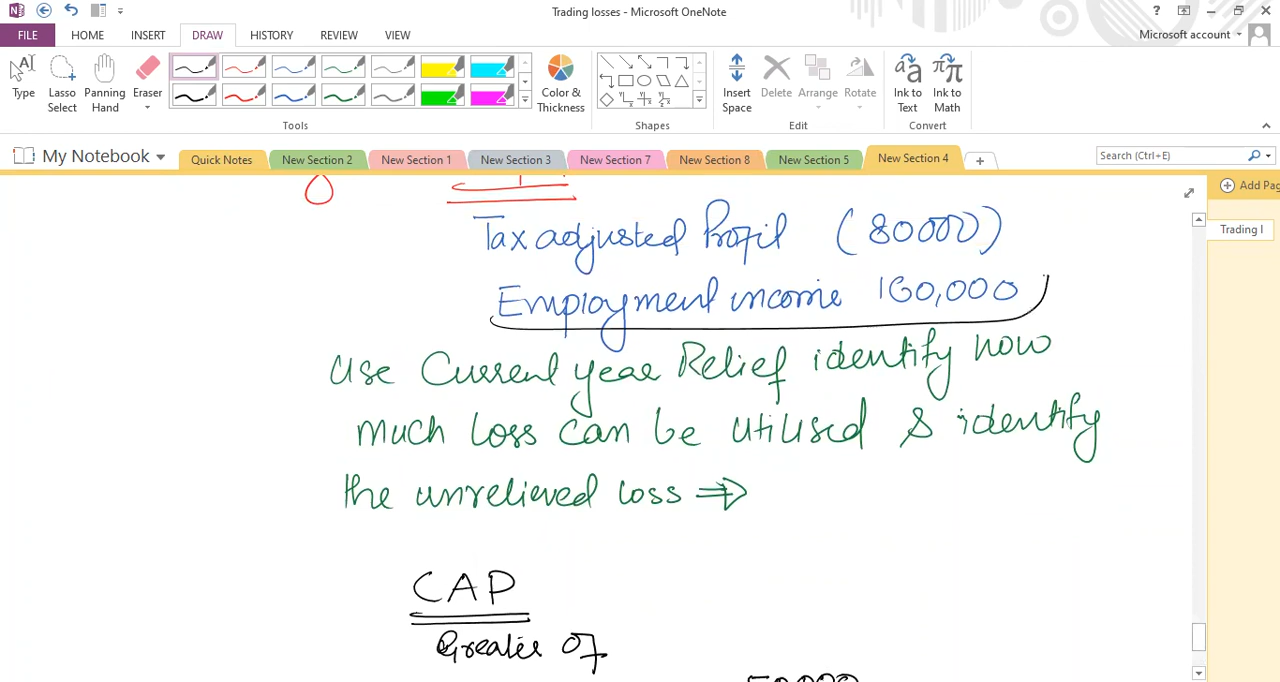 Trading losses - Microsoft OneNote
FILE HOME INSERT DRAW HISTORY REVIEW VIEW
Microsoft account
Type Lasso Select Panning Hand Eraser
Color & Thickness
Insert Space Delete Arrange Rotate
Ink to Text Ink to Math
Tools Shapes Edit Convert
My Notebook Quick Notes New Section 2 New Section 1 New Section 3 New Section 7 New Section 8 New Section 5 New Section 4 Search (Ctrl+E)
Add Pag
Trading l
Tax adjusted Profit (80000)
Employment income 160,000
Use Current year Relief identify how
much loss can be utilised & identify
the unrelieved loss ⇒
CAP
Greater of
50000